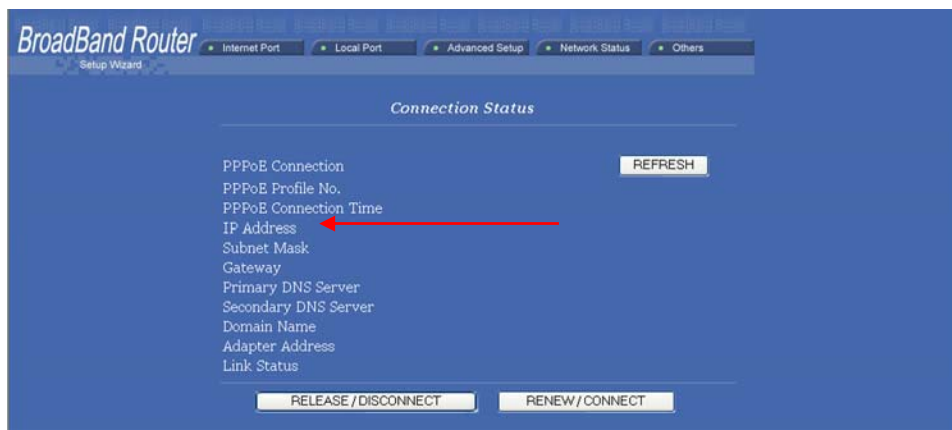 BroadBand Router
Internet Port Local Port Advanced Setup Network Status Others
Setup Wizard
Connection Status
PPPoE Connection REFRESH
PPPoE Profile No.
PPPoE Connection Time
IP Address
Subnet Mask
Gateway
Primary DNS Server
Secondary DNS Server
Domain Name
Adapter Address
Link Status
RELEASE/DISCONNECT RENEW/CONNECT